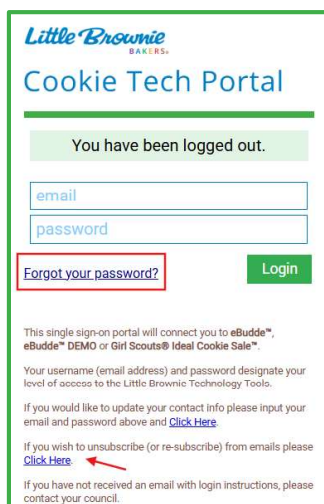 Little Brownie
BAKERS®
Cookie Tech Portal
You have been logged out.
email
password
Forgot your password?
Login
This single sign-on portal will connect you to eBudde™,
eBudde™ DEMO or Girl Scouts® Ideal Cookie Sale™.
Your username (email address) and password designate your
level of access to the Little Brownie Technology Tools.
If you would like to update your contact info please input your
email and password above and Click Here.
If you wish to unsubscribe (or re-subscribe) from emails please
Click Here.
If you have not received an email with login instructions, please
contact your council.